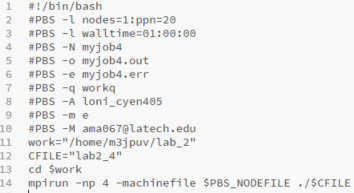 1 #!/bin/bash
2 #PBS -l nodes=1:ppn=20
3 #PBS -l walltime=01:00:00
4 #PBS -N myjob4
5 #PBS -o myjob4.out
6 #PBS -e myjob4.err
7 #PBS -q workq
8 #PBS -A loni_cyen405
9 #PBS -m e
10 #PBS -M ama067@latech.edu
11 work="/home/m3jpuv/lab_2"
12 CFILE="lab2_4"
13 cd $work
14 mpirun -np 4 -machinefile $PBS_NODEFILE ./$CFILE